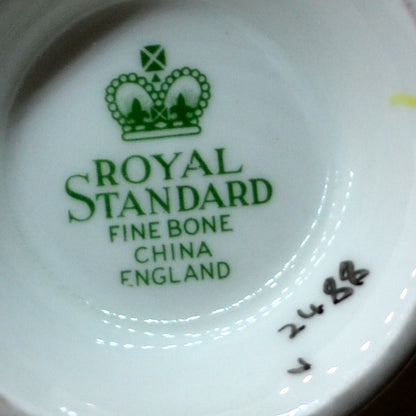 ROYAL
STANDARD
FINE BONE
CHINA
ENGLAND
2488